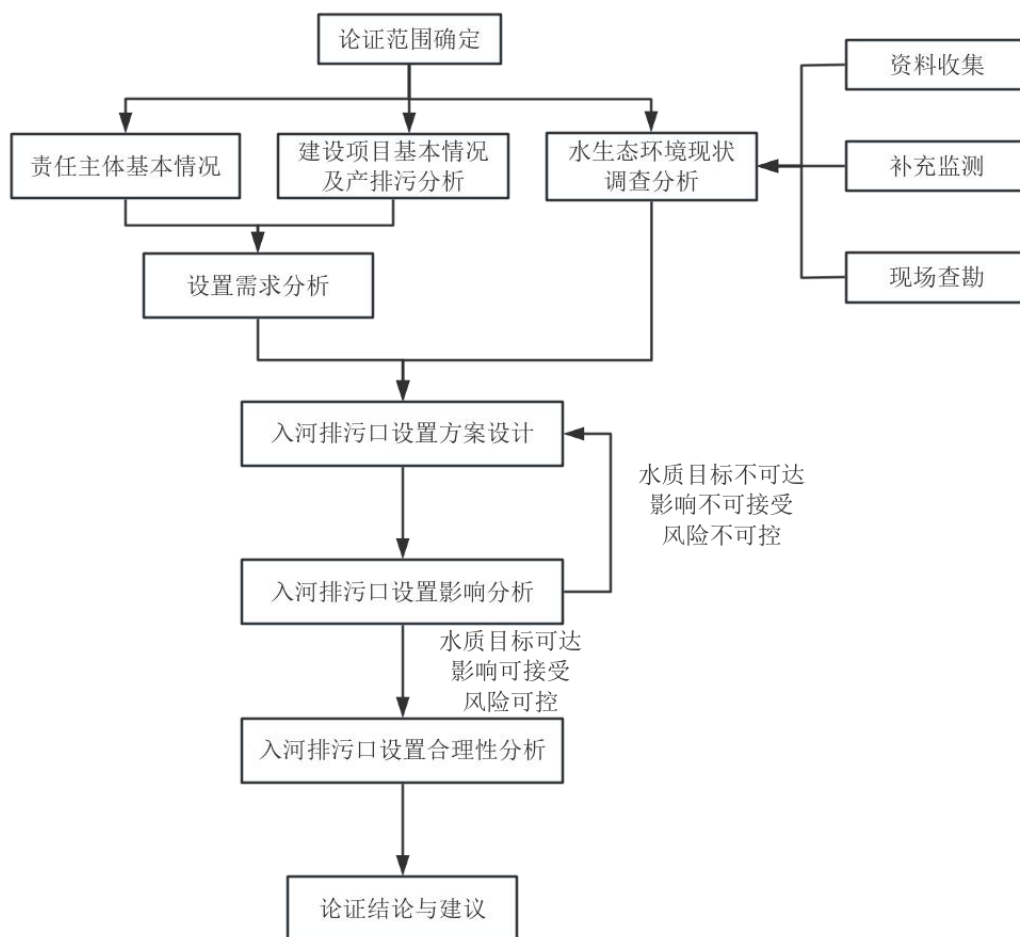 论证范围确定
资料收集
责任主体基本情况
建设项目基本情况
及产排污分析
水生态环境现状
调查分析
补充监测
设置需求分析
现场查勘
入河排污口设置方案设计
水质目标不可达
影响不可接受
风险不可控
入河排污口设置影响分析
水质目标可达
影响可接受
风险可控
入河排污口设置合理性分析
论证结论与建议